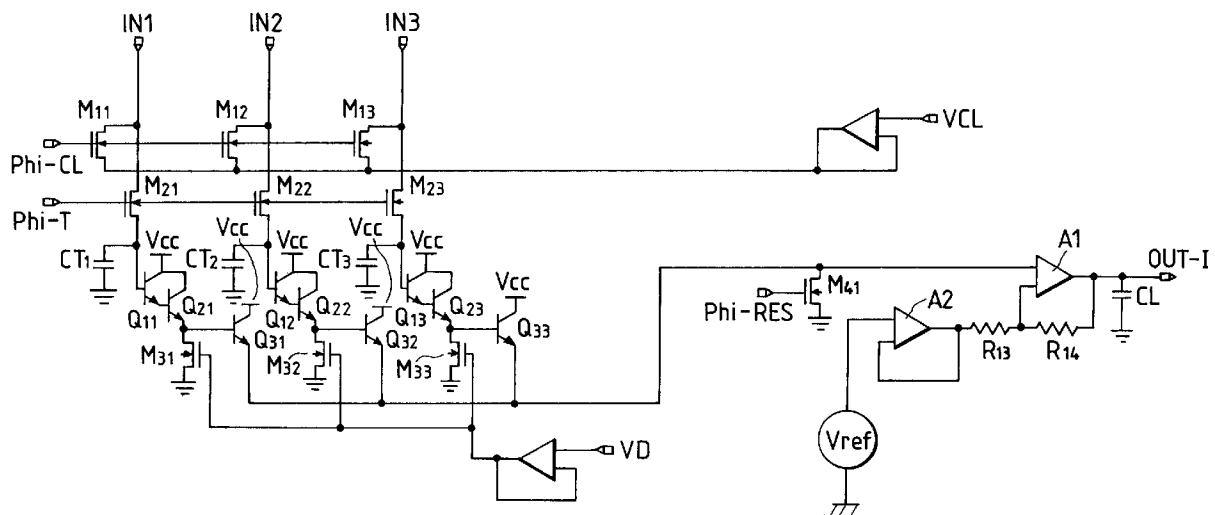 IN1 IN2 IN3
M11 M12 M13
VCL
Phi-CL
M21 M22 M23
Phi-T
Vcc Vcc Vcc Vcc Vcc Vcc
CT1 CT2 CT3
A1
OUT-I
M41
CL
Phi-RES
A2
Q21 Q22 Q23
Q11 Q12 Q13
Q31 Q32 Q33
R13 R14
M31 M32 M33
VD
Vref